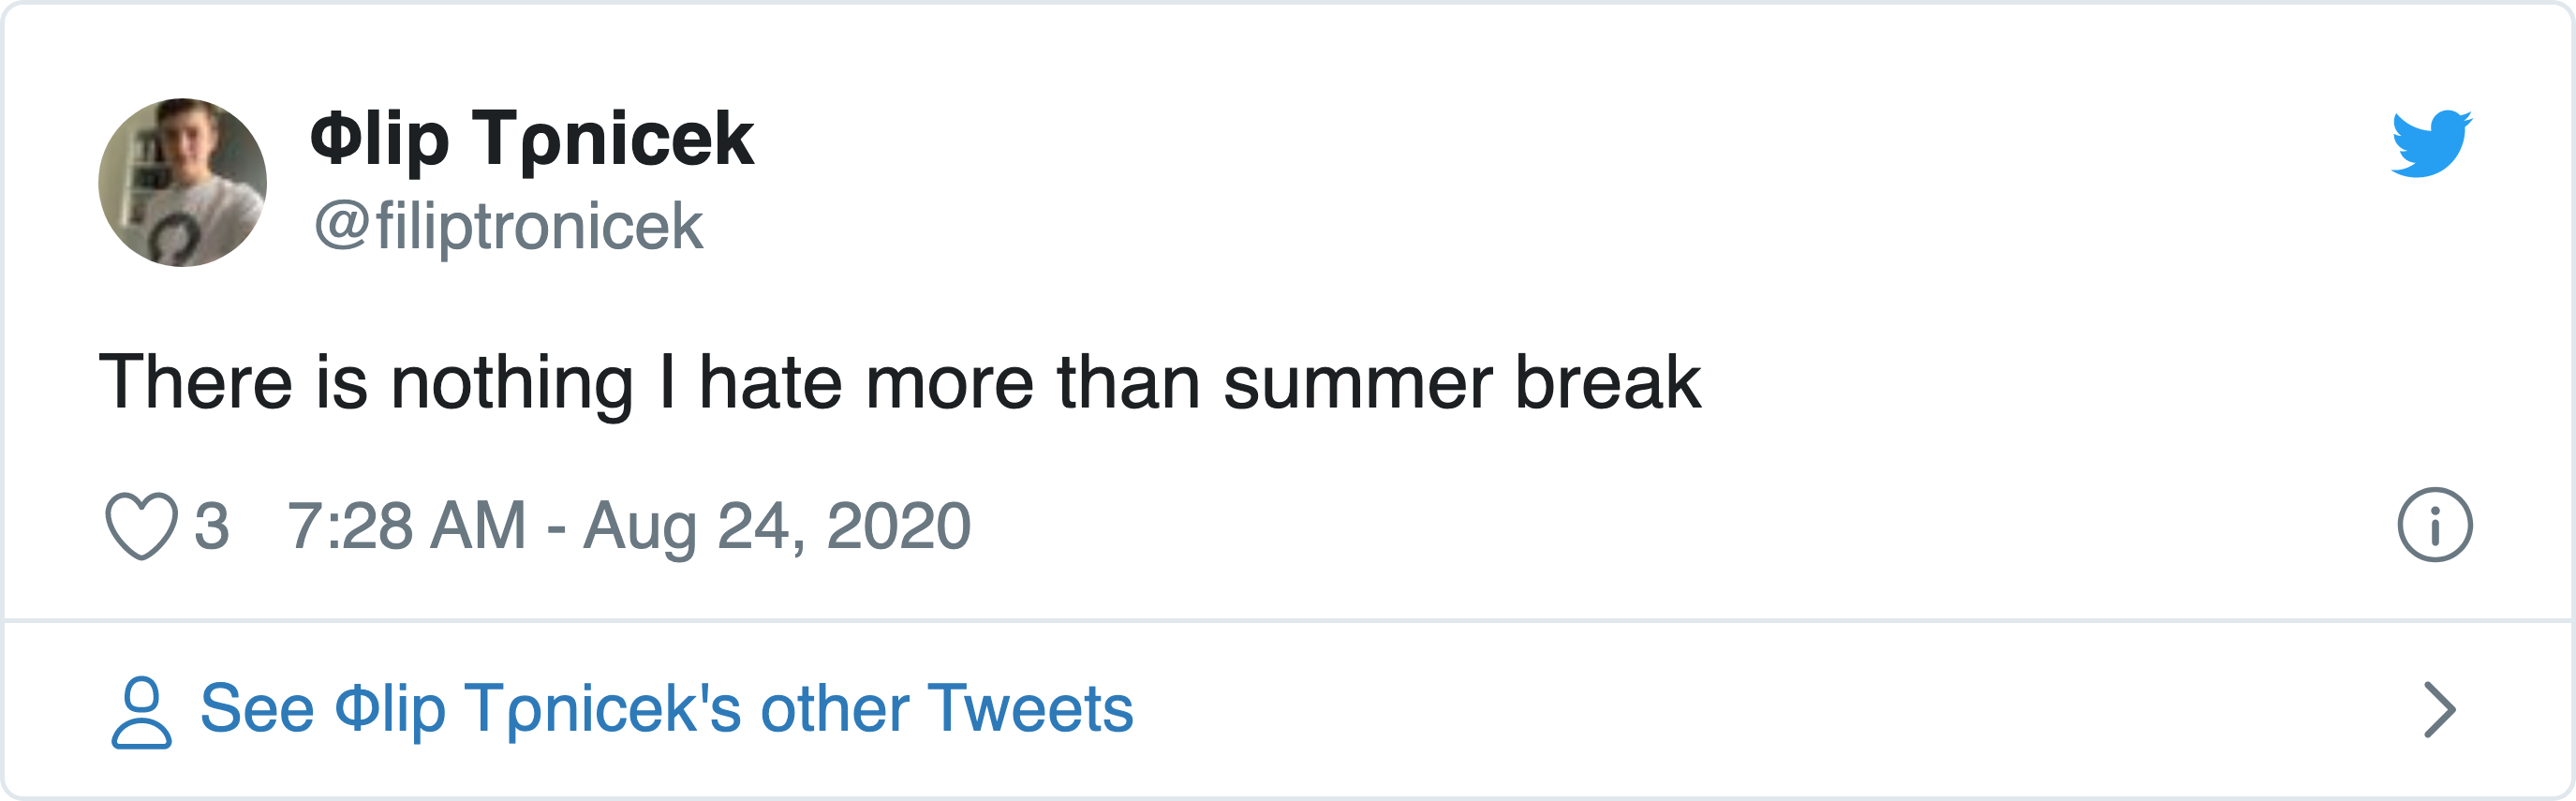 Φlip Tρnicek
@filiptronicek
There is nothing I hate more than summer break
3 7:28 AM - Aug 24, 2020
See Φlip Tρnicek's other Tweets